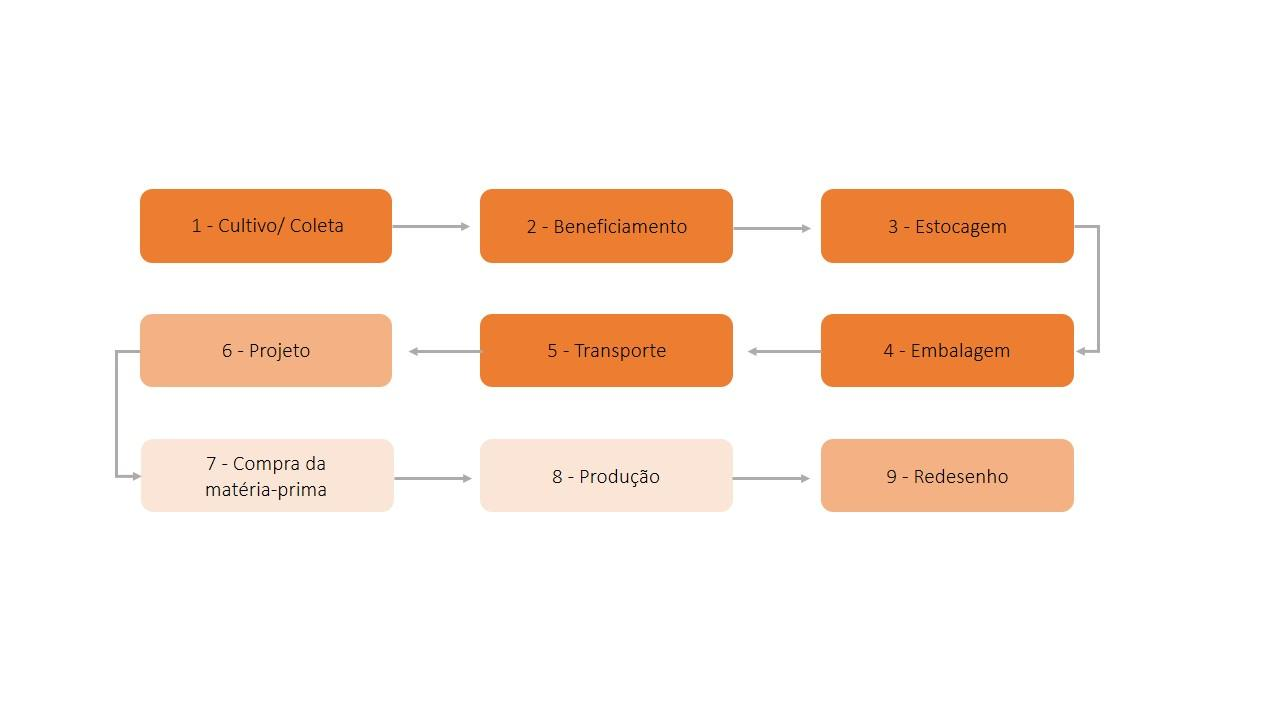 1 - Cultivo/ Coleta
2 - Beneficiamento
3 - Estocagem
4 - Embalagem
5 - Transporte
6 - Projeto
7 - Compra da
matéria-prima
8 - Produção
9 - Redesenho